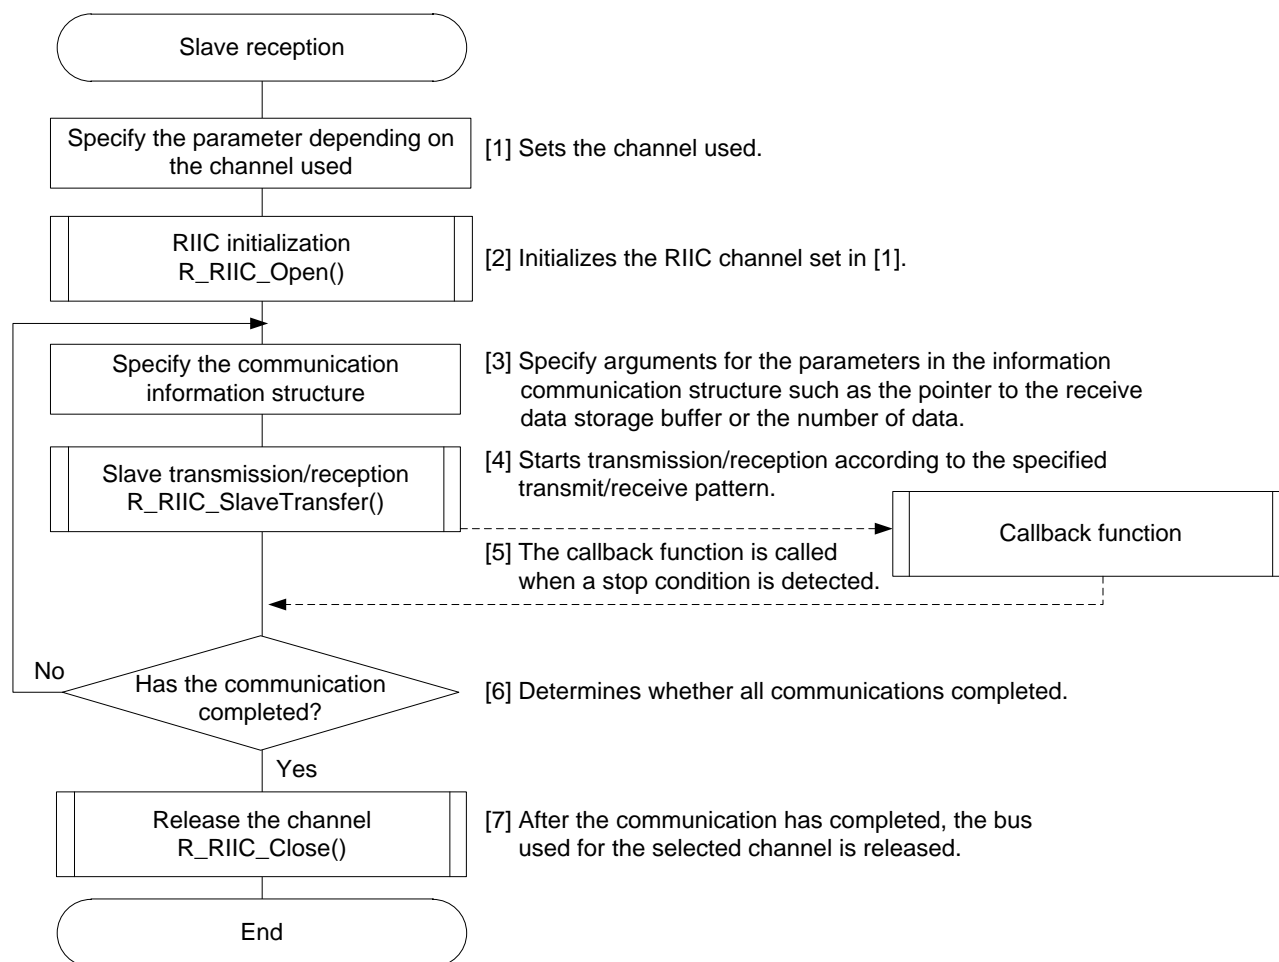 Slave reception
Specify the parameter depending on
the channel used
[1] Sets the channel used.
RIIC initialization
R_RIIC_Open()
[2] Initializes the RIIC channel set in [1].
Specify the communication
information structure
[3] Specify arguments for the parameters in the information
communication structure such as the pointer to the receive
data storage buffer or the number of data.
Slave transmission/reception
R_RIIC_SlaveTransfer()
[4] Starts transmission/reception according to the specified
transmit/receive pattern.
Callback function
[5] The callback function is called
when a stop condition is detected.
No
Has the communication
completed?
[6] Determines whether all communications completed.
Yes
Release the channel
R_RIIC_Close()
[7] After the communication has completed, the bus
used for the selected channel is released.
End